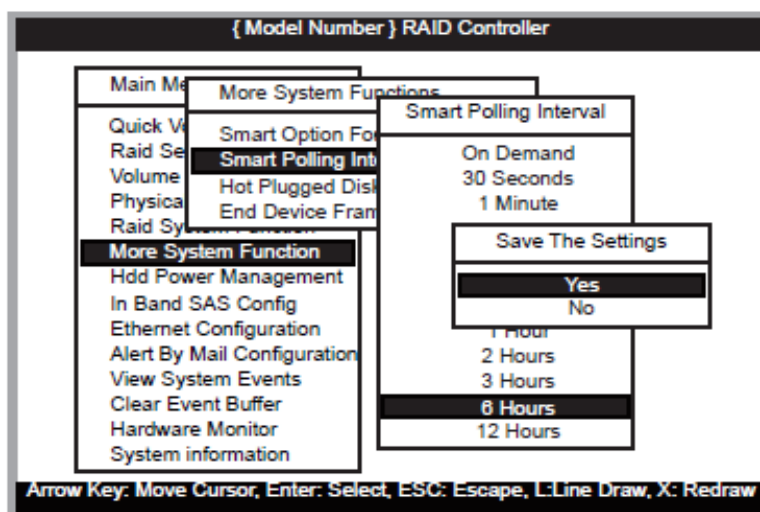 { Model Number } RAID Controller
Main Me
Quick Vo
Raid Se
Volume
Physica
Raid System Function
More System Function
Hdd Power Management
In Band SAS Config
Ethernet Configuration
Alert By Mail Configuration
View System Events
Clear Event Buffer
Hardware Monitor
System information
More System Functions
Smart Option Fo
Smart Polling Int
Hot Plugged Disk
End Device Fram
Smart Polling Interval
On Demand
30 Seconds
1 Minute
1 Hour
2 Hours
3 Hours
6 Hours
12 Hours
Save The Settings
Yes
No
Arrow Key: Move Cursor, Enter: Select, ESC: Escape, L:Line Draw, X: Redraw